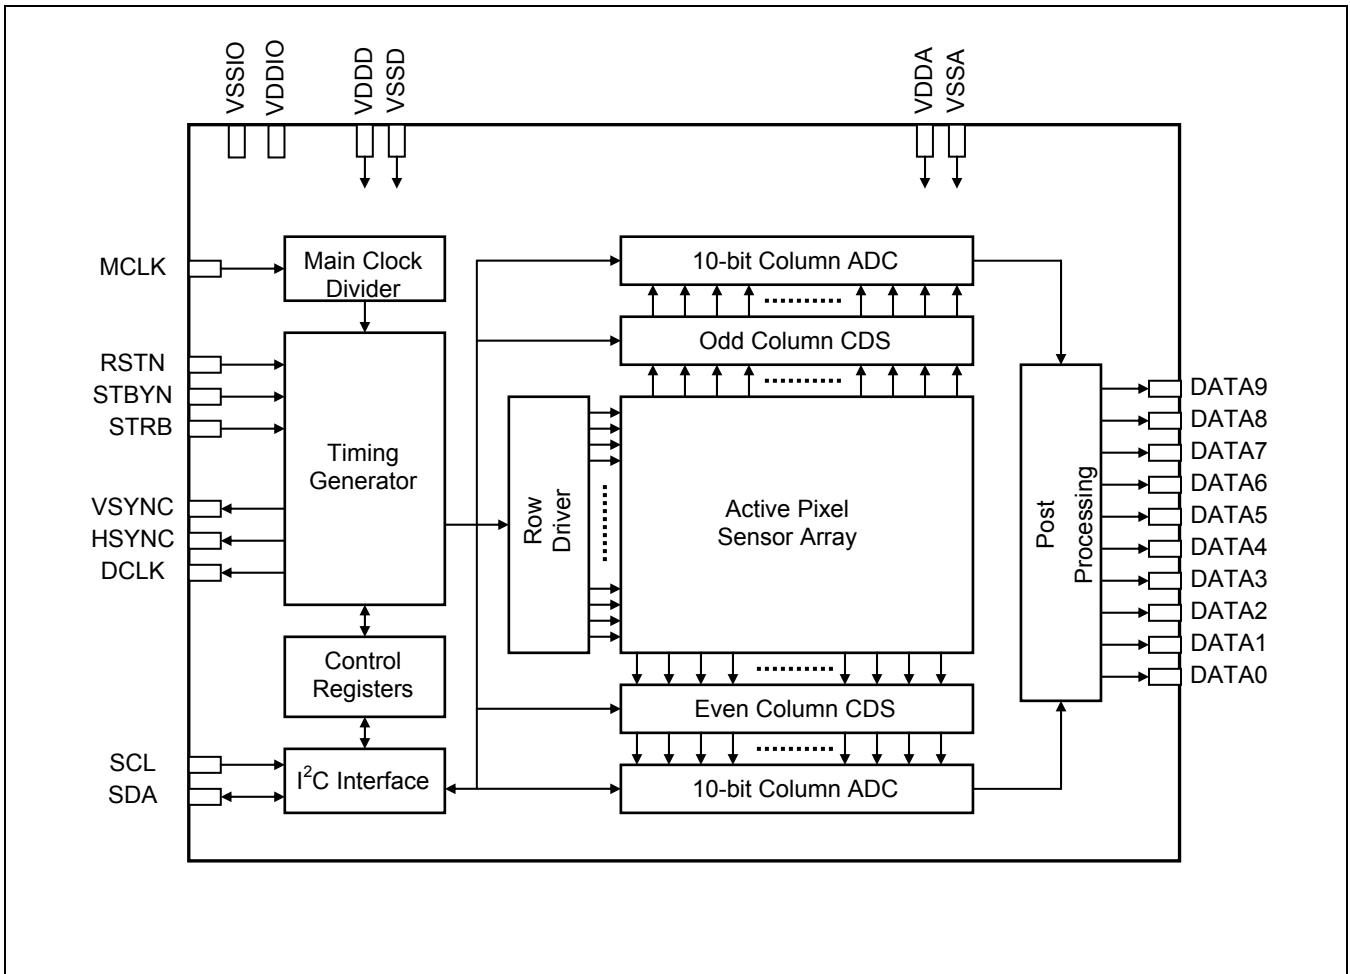 VSSIO
VDDIO
VDDD
VSSD
VDDA
VSSA
MCLK
Main Clock
Divider
10-bit Column ADC
Odd Column CDS
RSTN
STBYN
STRB
Timing
Generator
VSYNC
HSYNC
DCLK
Row
Driver
Active Pixel
Sensor Array
Post
Processing
DATA9
DATA8
DATA7
DATA6
DATA5
DATA4
DATA3
DATA2
DATA1
DATA0
Control
Registers
Even Column CDS
SCL
SDA
I²C Interface
10-bit Column ADC